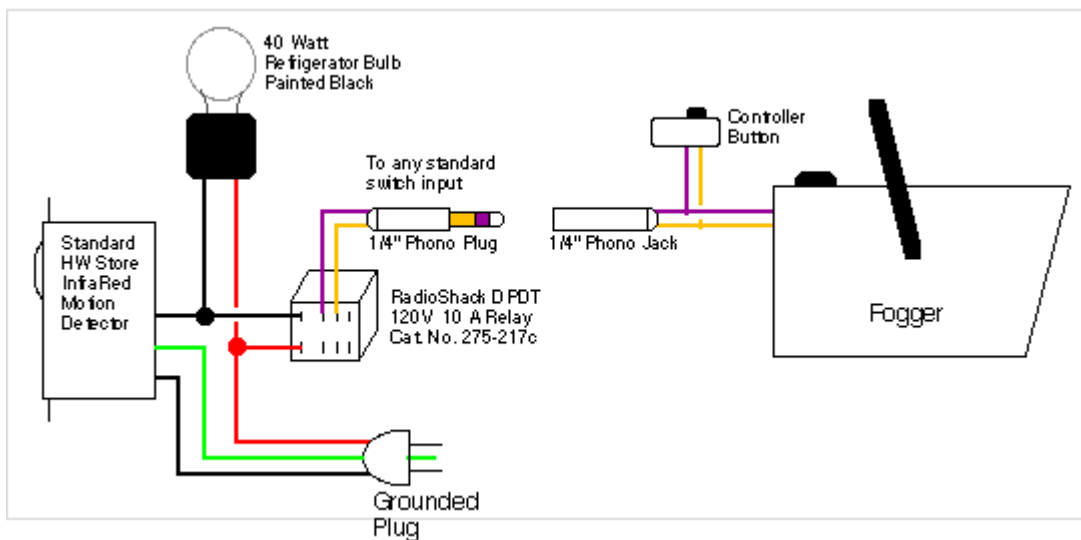 40 Watt
Refrigerator Bulb
Painted Black
Controller
Button
To any standard
switch input
1/4" Phono Plug
1/4" Phono Jack
Standard
HW Store
InfraRed
Motion
Detector
RadioShack DPDT
120V 10 A Relay
Cat. No. 275-217c
Fogger
Grounded
Plug